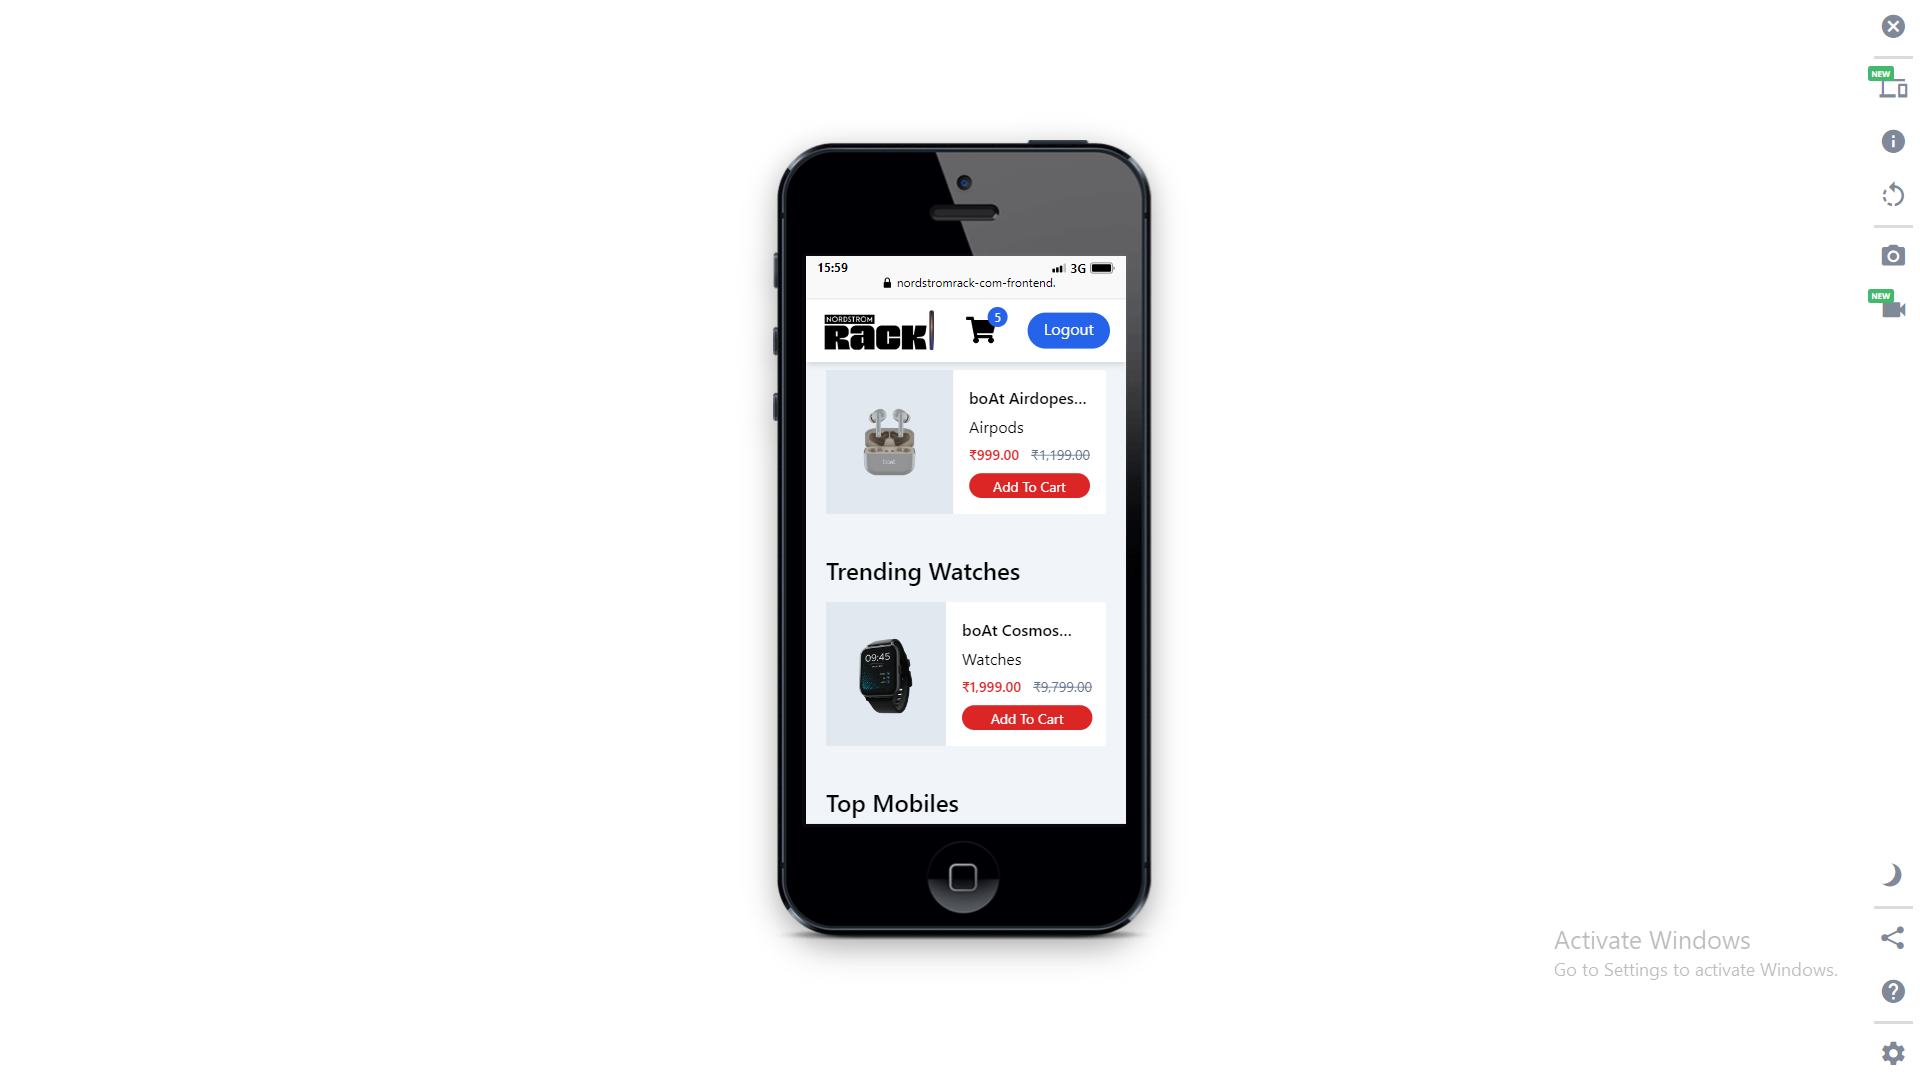 NEW
NEW
15:59
3G
nordstromrack-com-frontend.
NORDSTROM
Rack
5
Logout
boAt Airdopes...
Airpods
₹999.00 ₹1,199.00
Add To Cart
boAt
Trending Watches
boAt Cosmos...
Watches
₹1,999.00 ₹9,799.00
Add To Cart
09:45
Top Mobiles
Activate Windows
Go to Settings to activate Windows.